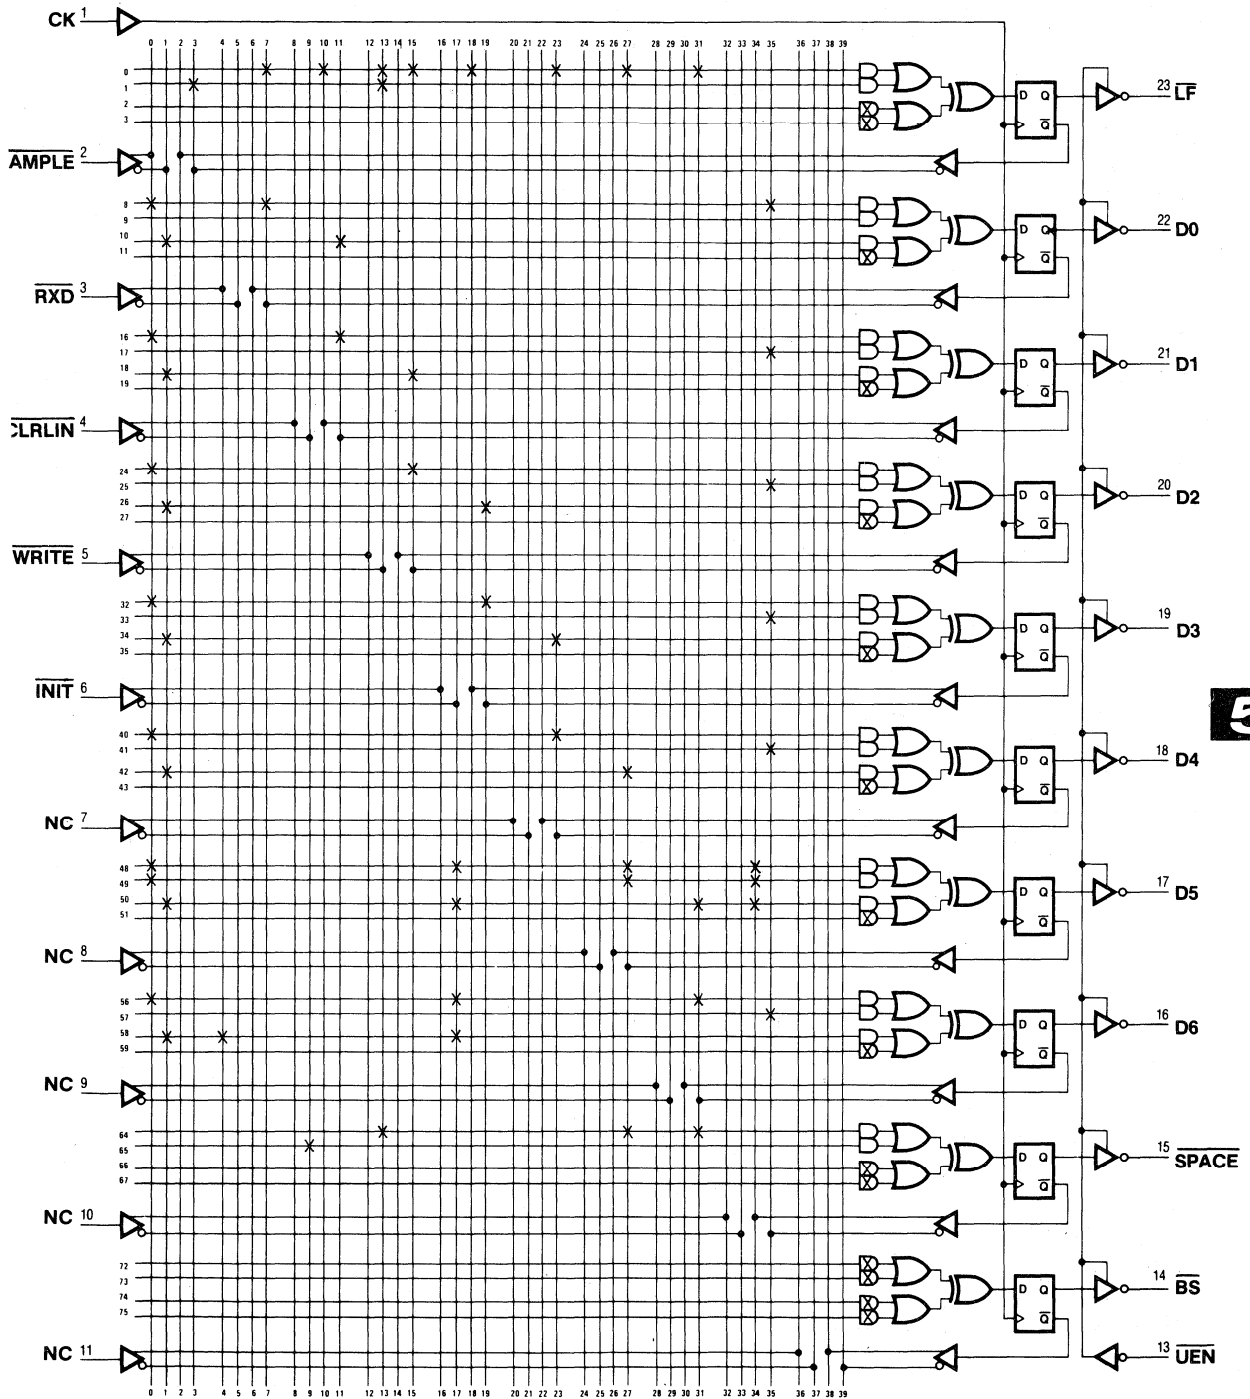 CK 1
0 1 2 3 4 5 6 7 8 9 10 11 12 13 14 15 16 17 18 19 20 21 22 23 24 25 26 27 28 29 30 31 32 33 34 35 36 37 38 39
0
1
2
3
D Q
Q
23 LF
AMPLE 2
8
9
10
11
D Q
Q
22 D0
RXD 3
16
17
18
19
D Q
Q
21 D1
CLRLIN 4
24
25
26
27
D Q
Q
20 D2
WRITE 5
32
33
34
35
D Q
Q
19 D3
INIT 6
5
40
41
42
43
D Q
Q
18 D4
NC 7
48
49
50
51
D Q
Q
17 D5
NC 8
56
57
58
59
D Q
Q
16 D6
NC 9
64
65
66
67
D Q
Q
15 SPACE
NC 10
72
73
74
75
D Q
Q
14 BS
NC 11
13 UEN
0 1 2 3 4 5 6 7 8 9 10 11 12 13 14 15 16 17 18 19 20 21 22 23 24 25 26 27 28 29 30 31 32 33 34 35 36 37 38 39